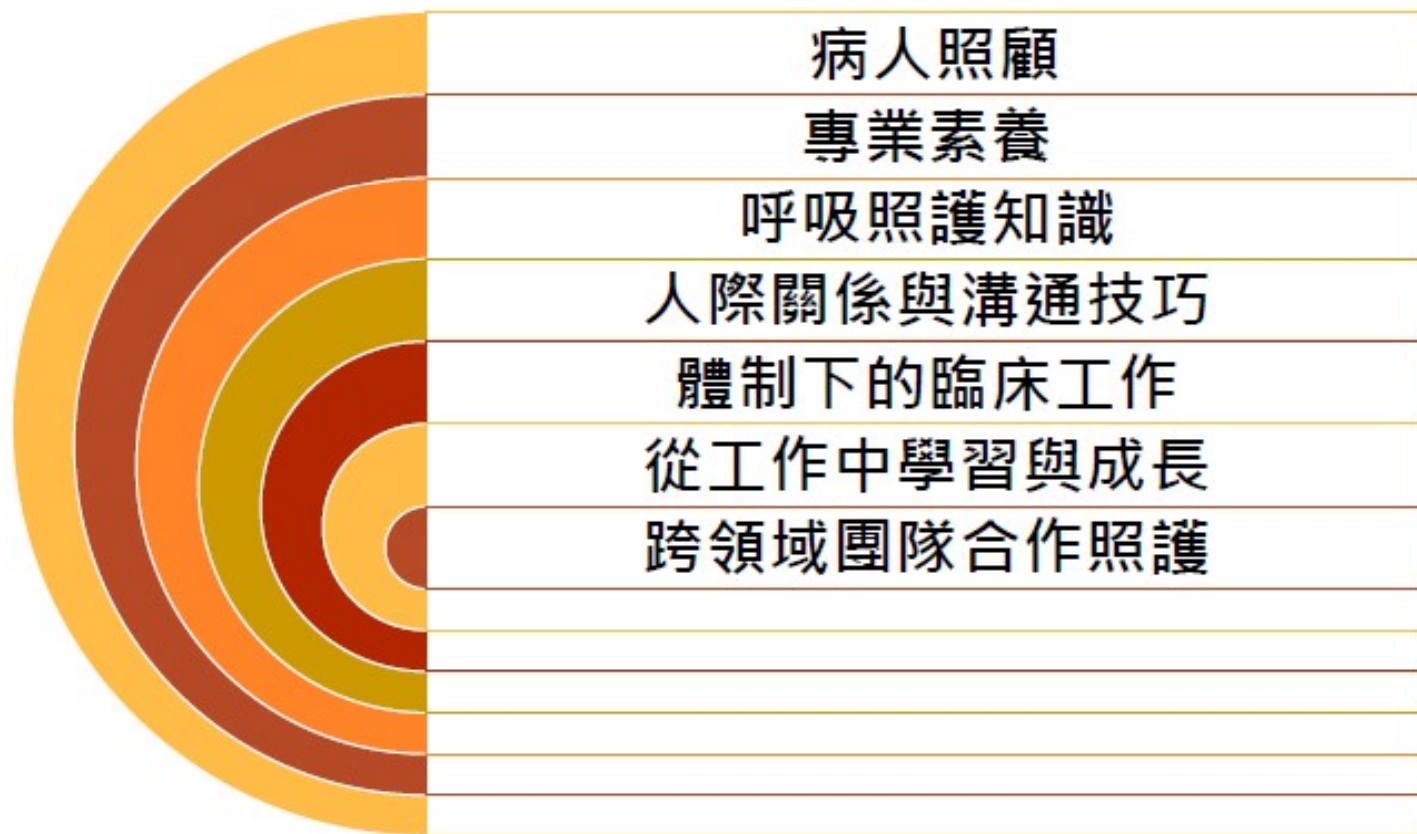 病人照顧
專業素養
呼吸照護知識
人際關係與溝通技巧
體制下的臨床工作
從工作中學習與成長
跨領域團隊合作照護